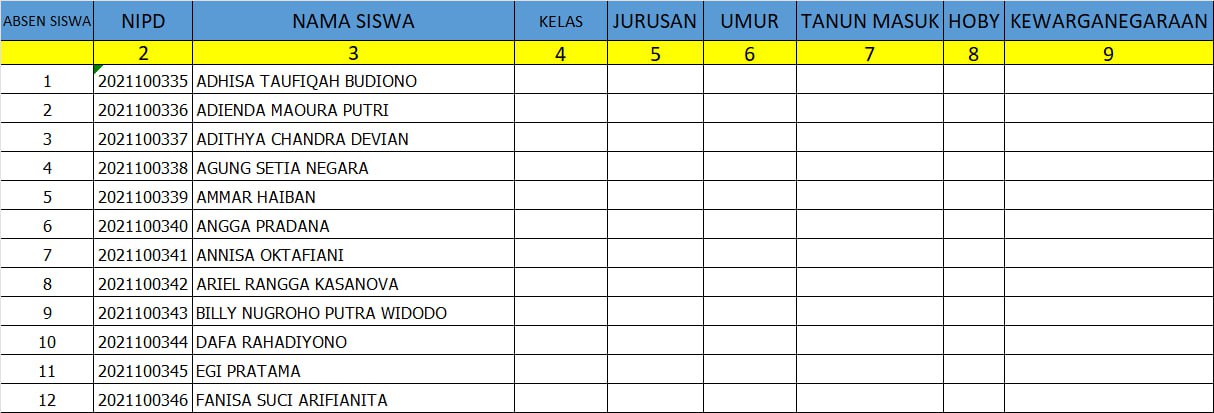 ABSEN SISWA NIPD NAMA SISWA KELAS JURUSAN UMUR TANUN MASUK HOBY KEWARGANEGARAAN
2 3 4 5 6 7 8 9
1 2021100335 ADHISA TAUFIQAH BUDIONO
2 2021100336 ADIENDA MAOURA PUTRI
3 2021100337 ADITHYA CHANDRA DEVIAN
4 2021100338 AGUNG SETIA NEGARA
5 2021100339 AMMAR HAIBAN
6 2021100340 ANGGA PRADANA
7 2021100341 ANNISA OKTAFIANI
8 2021100342 ARIEL RANGGA KASANOVA
9 2021100343 BILLY NUGROHO PUTRA WIDODO
10 2021100344 DAFA RAHADIYONO
11 2021100345 EGI PRATAMA
12 2021100346 FANISA SUCI ARIFIANITA